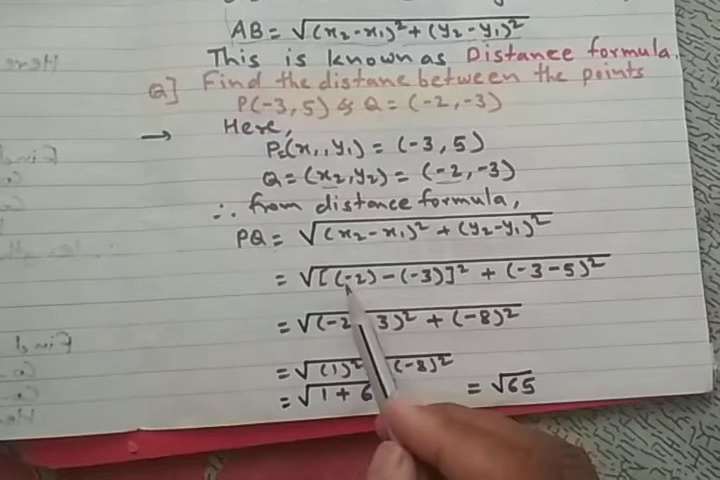 AB = √(x₂-x₁)² + (y₂-y₁)²
This is known as Distance formula.
Q] Find the distane between the points
P(-3, 5) & Q = (-2, -3)
→ Here,
P=(x₁, y₁) = (-3, 5)
Q = (x₂, y₂) = (-2, -3)
∴ from distance formula,
PQ = √(x₂-x₁)² + (y₂-y₁)²
= √[(-2)-(-3)]² + (-3-5)²
= √(-2 3)² + (-8)²
= √(1)² (-8)²
= √1 + 6 = √65